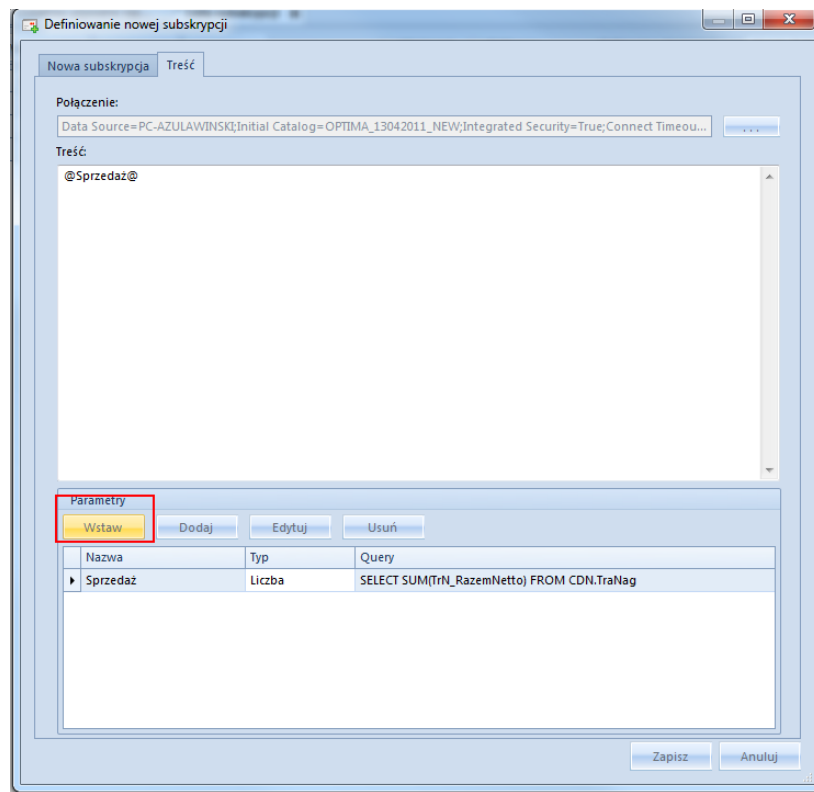 Definiowanie nowej subskrypcji
Nowa subskrypcja Treść
Połączenie:
Data Source=PC-AZULAWINSKI;Initial Catalog=OPTIMA_13042011_NEW;Integrated Security=True;Connect Timeou... ...
Treść:
@Sprzedaż@
Parametry
Wstaw Dodaj Edytuj Usuń
Nazwa Typ Query
Sprzedaż Liczba SELECT SUM(TrN_RazemNetto) FROM CDN.TraNag
Zapisz Anuluj